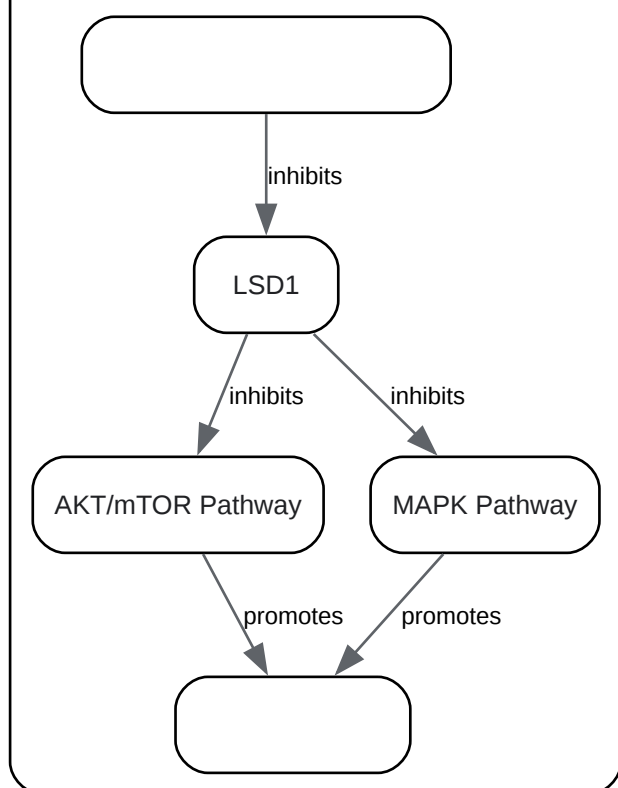 inhibits
LSD1
inhibits
inhibits
AKT/mTOR Pathway
MAPK Pathway
promotes
promotes